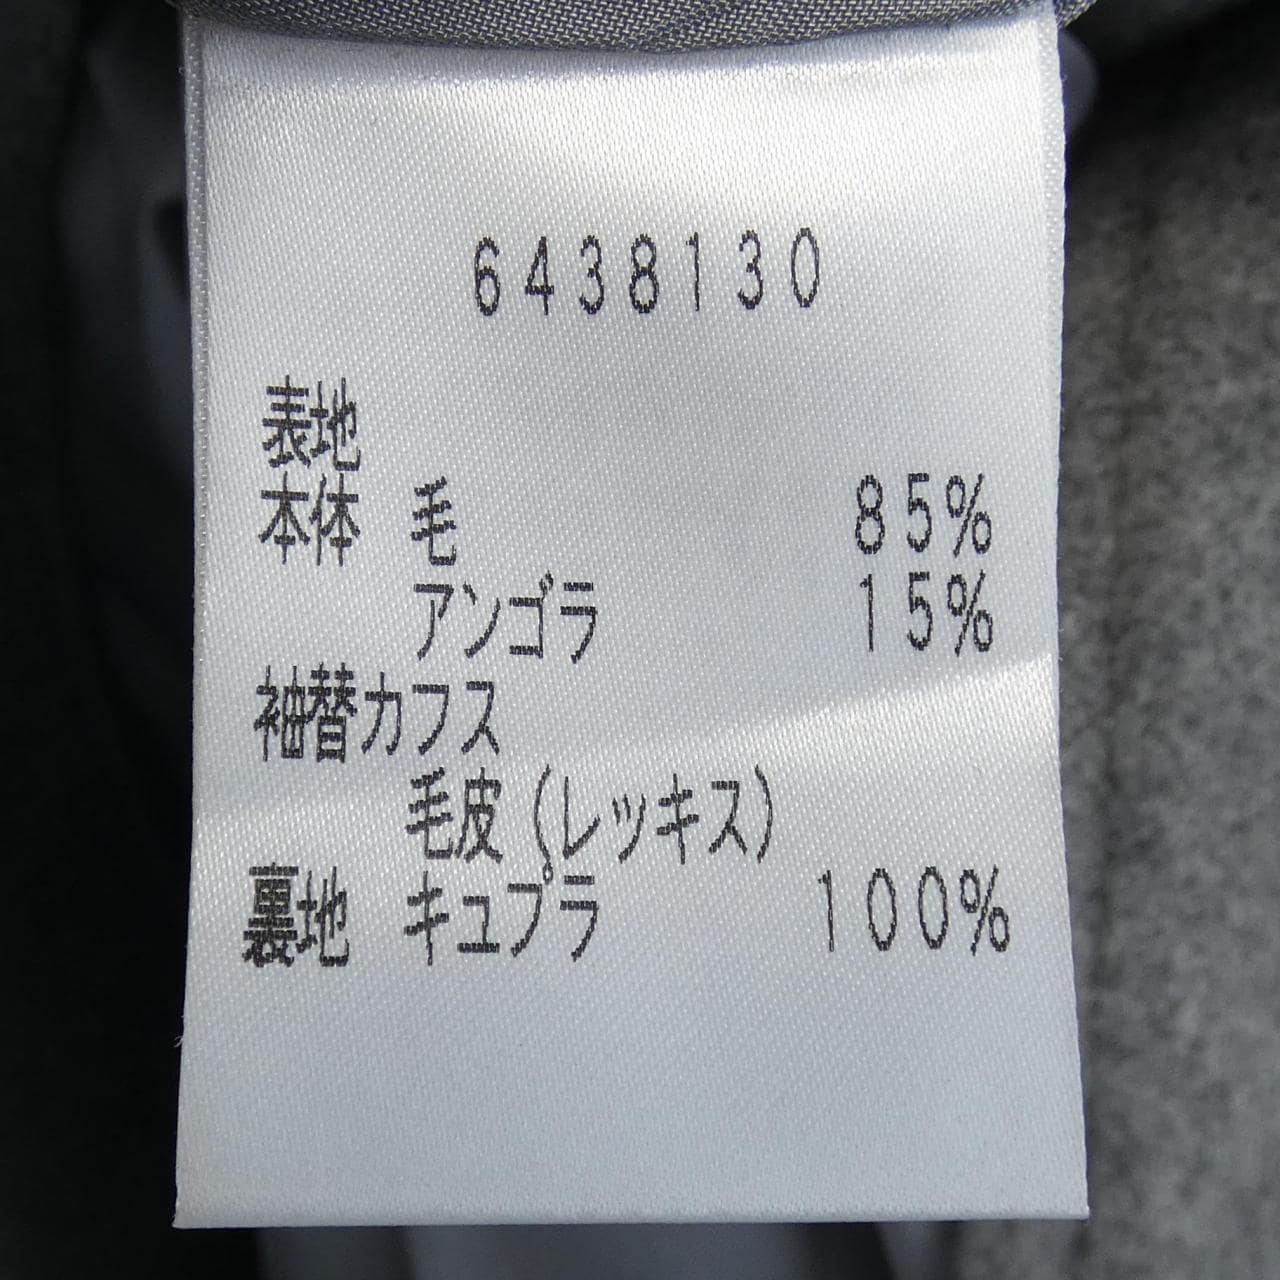 6438130
表地
本体 毛 85%
アンゴラ 15%
袖替カフス
毛皮(レッキス)
裏地 キュプラ 100%